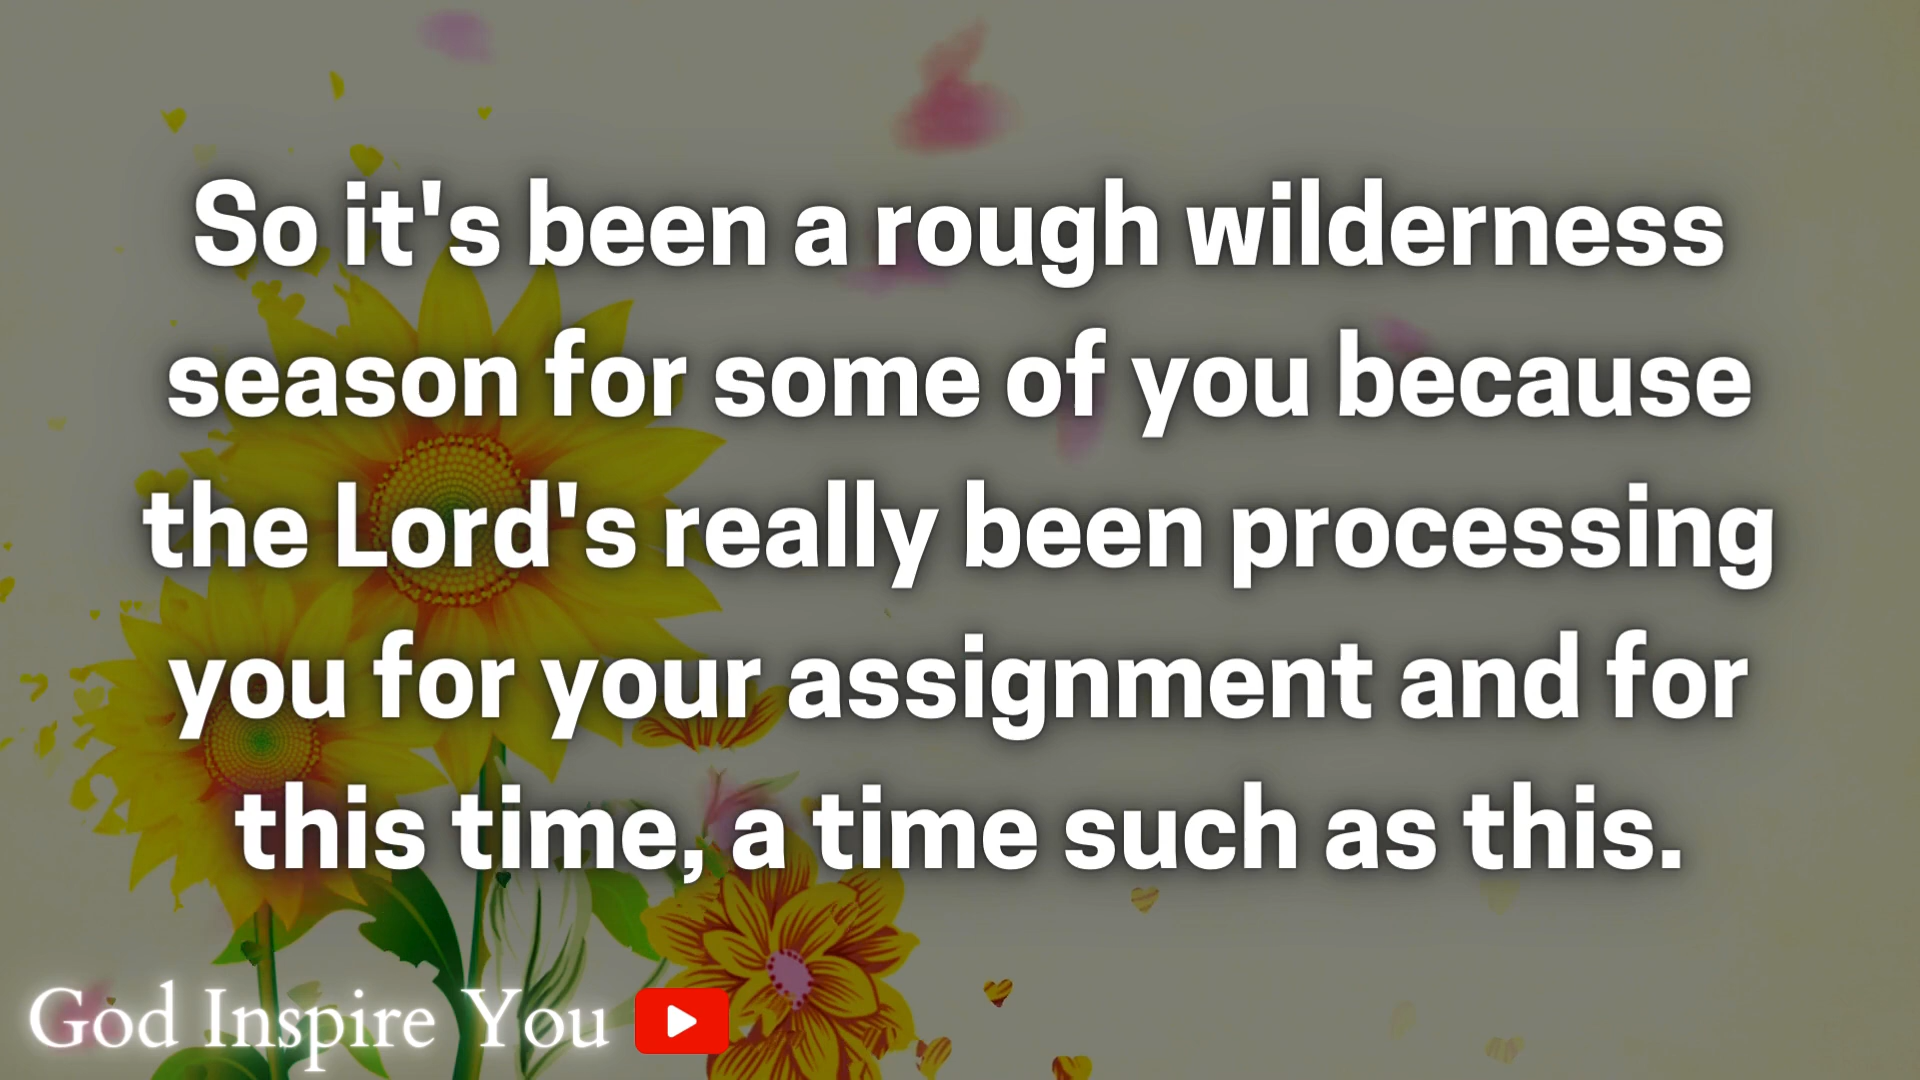 So it's been a rough wilderness
season for some of you because
the Lord's really been processing
you for your assignment and for
this time, a time such as this.
God Inspire You